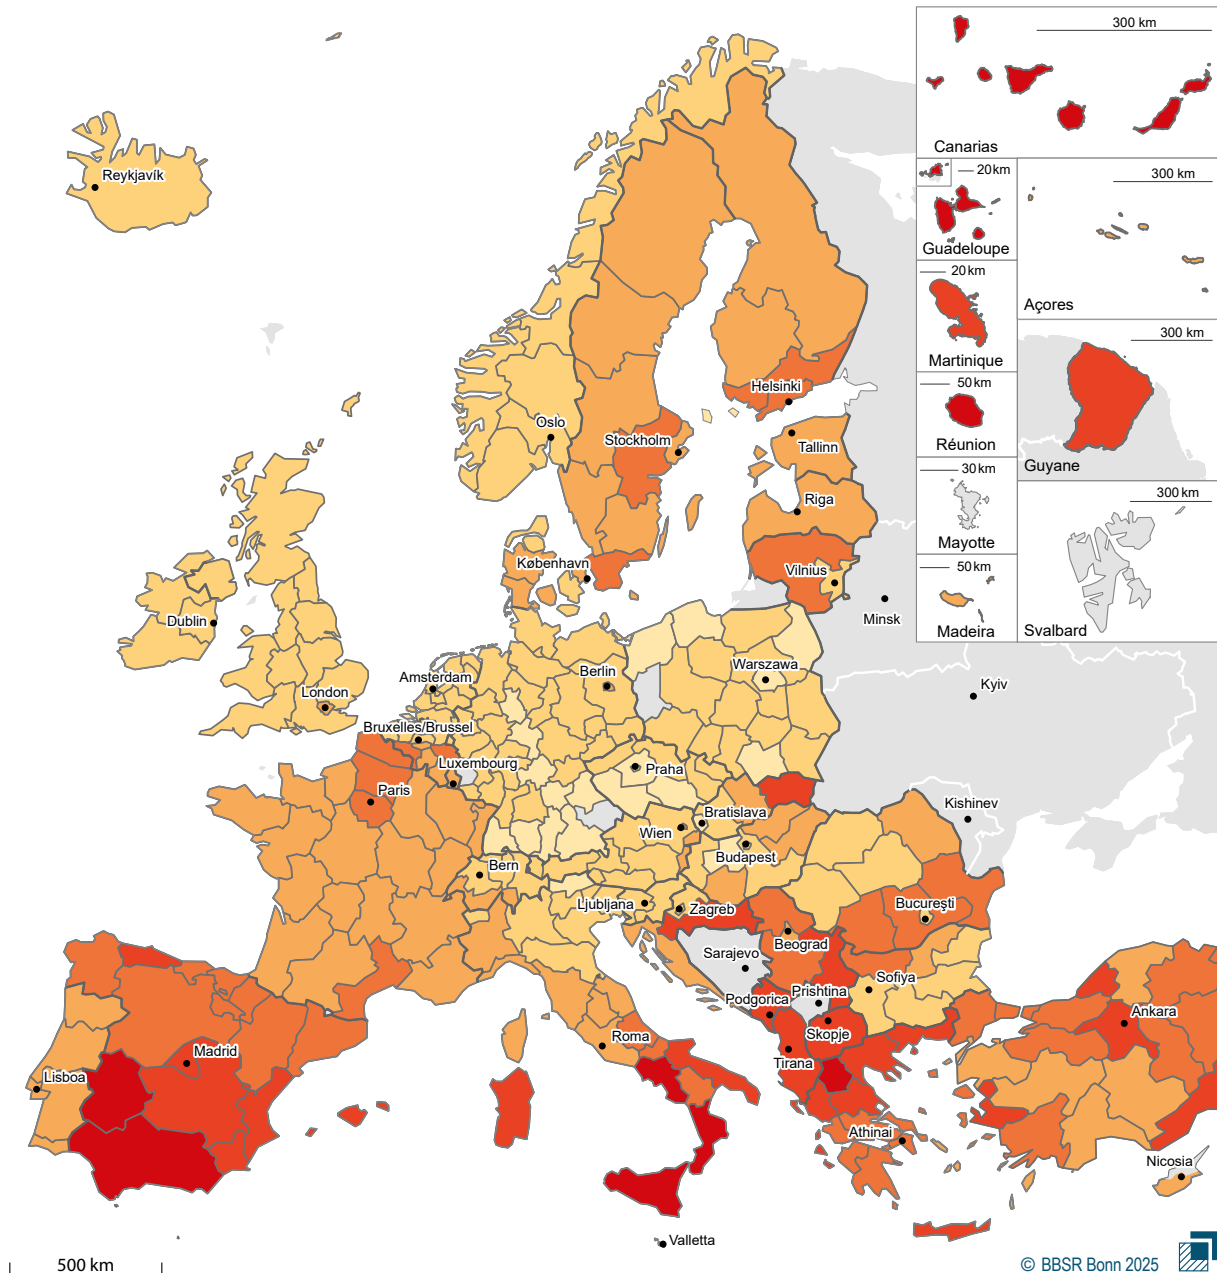 300 km
Canarias
20 km
Guadeloupe
300 km
Açores
20 km
Martinique
300 km
Guyane
50 km
Réunion
30 km
Mayotte
300 km
Svalbard
50 km
Madeira
Reykjavík
Oslo
Stockholm
Helsinki
Tallinn
Riga
København
Vilnius
Minsk
Dublin
London
Amsterdam
Berlin
Warszawa
Kyiv
Bruxelles/Brussel
Luxembourg
Praha
Paris
Kishinev
Bratislava
Wien
Budapest
Bern
Ljubljana
Zagreb
Bucureşti
Beograd
Sarajevo
Sofiya
Prishtina
Podgorica
Skopje
Ankara
Roma
Madrid
Tirana
Lisboa
Athinai
Nicosia
Valletta
500 km
© BBSR Bonn 2025